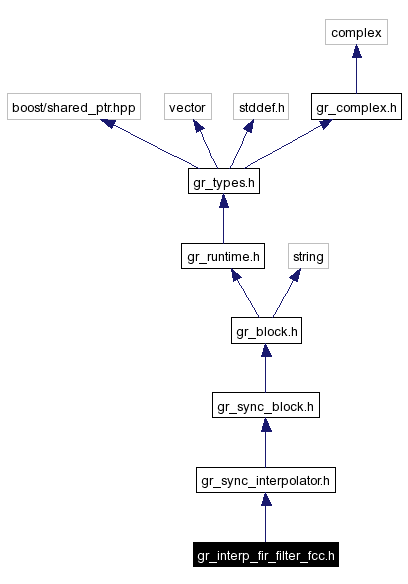 complex
boost/shared_ptr.hpp
vector
stddef.h
gr_complex.h
gr_types.h
gr_runtime.h
string
gr_block.h
gr_sync_block.h
gr_sync_interpolator.h
gr_interp_fir_filter_fcc.h